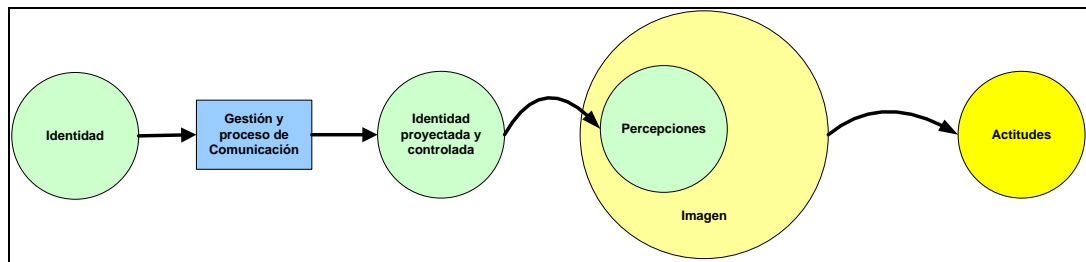 Identidad
Gestión y
proceso de
Comunicación
Identidad
proyectada y
controlada
Percepciones
Imagen
Actitudes